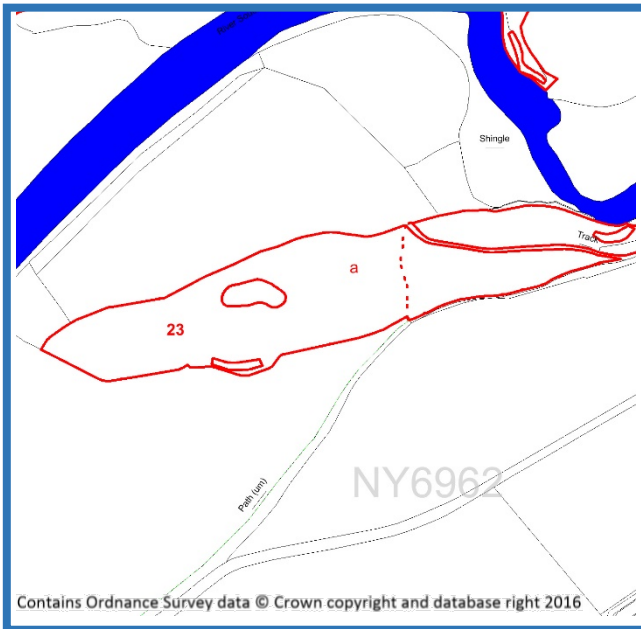 Shingle
Track
a
23
Path (um)
NY6962
Contains Ordnance Survey data © Crown copyright and database right 2016